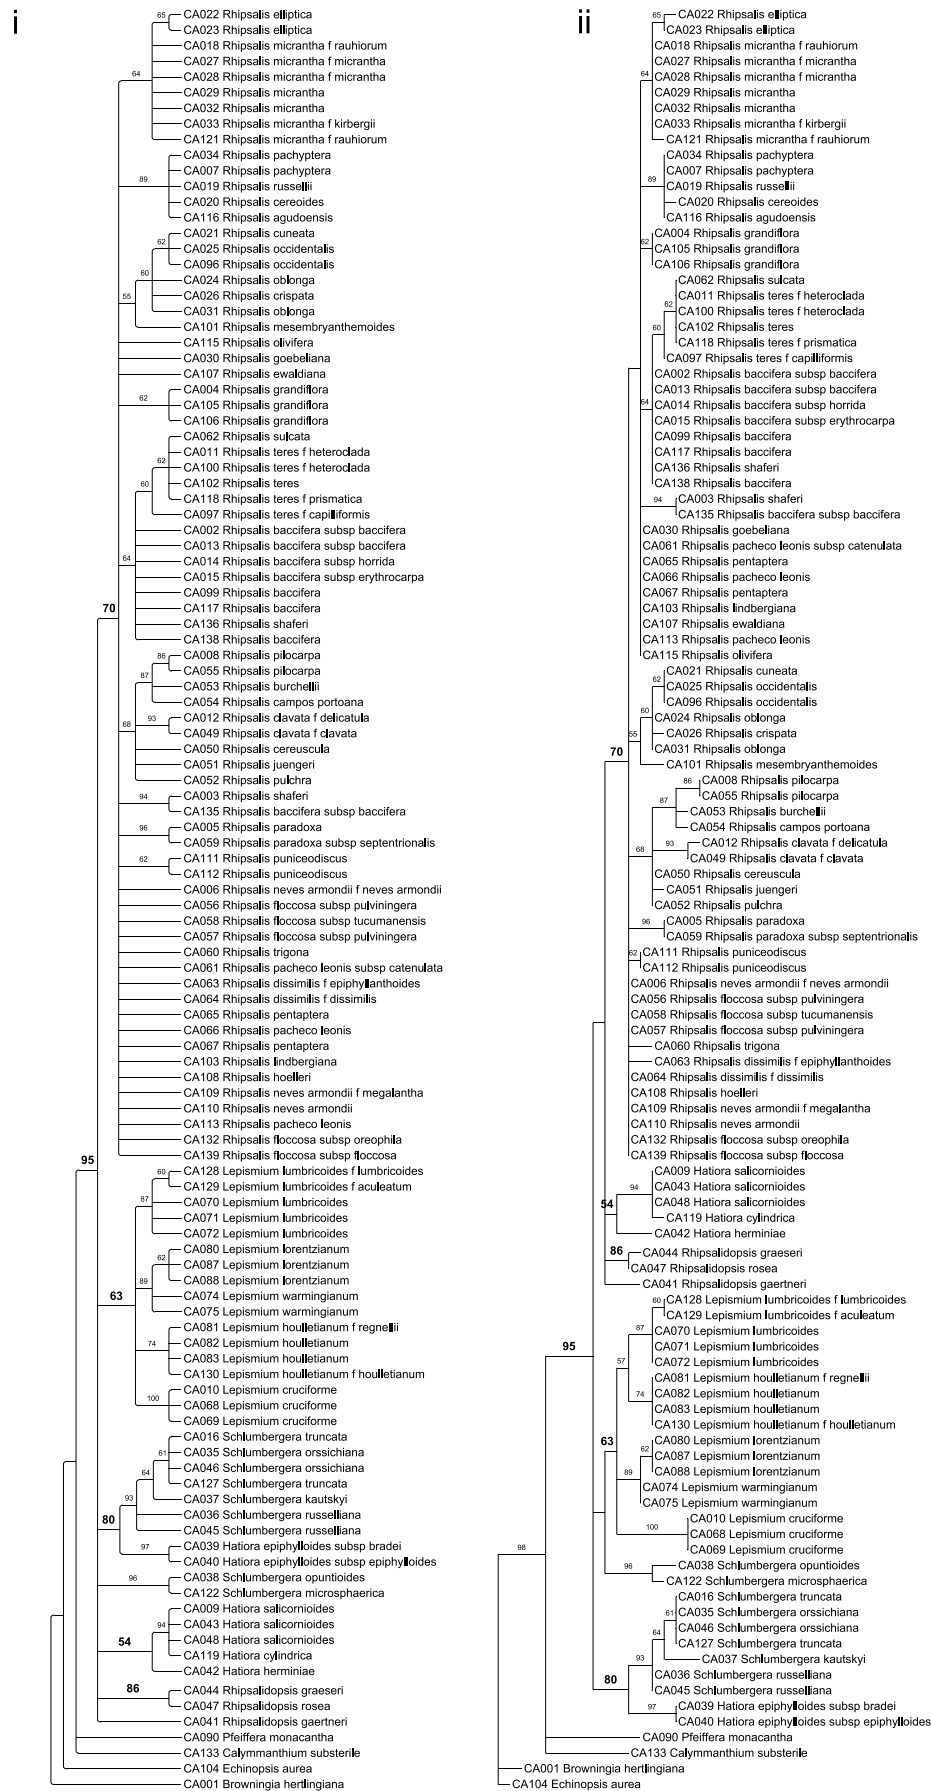 i
CA022 Rhipsalis elliptica
65
CA023 Rhipsalis elliptica
CA018 Rhipsalis micrantha f rauhiorum
CA027 Rhipsalis micrantha f micrantha
64
CA028 Rhipsalis micrantha f micrantha
CA029 Rhipsalis micrantha
CA032 Rhipsalis micrantha
CA033 Rhipsalis micrantha f kirbergii
CA121 Rhipsalis micrantha f rauhiorum
CA034 Rhipsalis pachyptera
CA007 Rhipsalis pachyptera
89
CA019 Rhipsalis russellii
CA020 Rhipsalis cereoides
CA116 Rhipsalis agudoensis
CA021 Rhipsalis cuneata
62
CA025 Rhipsalis occidentalis
CA096 Rhipsalis occidentalis
60
CA024 Rhipsalis oblonga
CA026 Rhipsalis crispata
55
CA031 Rhipsalis oblonga
CA101 Rhipsalis mesembryanthemoides
CA115 Rhipsalis olivifera
CA030 Rhipsalis goebeliana
CA107 Rhipsalis ewaldiana
CA004 Rhipsalis grandiflora
62
CA105 Rhipsalis grandiflora
CA106 Rhipsalis grandiflora
CA062 Rhipsalis sulcata
CA011 Rhipsalis teres f heteroclada
62
CA100 Rhipsalis teres f heteroclada
60
CA102 Rhipsalis teres
CA118 Rhipsalis teres f prismatica
CA097 Rhipsalis teres f capilliformis
CA002 Rhipsalis baccifera subsp baccifera
CA013 Rhipsalis baccifera subsp baccifera
64
CA014 Rhipsalis baccifera subsp horrida
CA015 Rhipsalis baccifera subsp erythrocarpa
CA099 Rhipsalis baccifera
70
CA117 Rhipsalis baccifera
CA136 Rhipsalis shaferi
CA138 Rhipsalis baccifera
CA008 Rhipsalis pilocarpa
86
CA055 Rhipsalis pilocarpa
87
CA053 Rhipsalis burchellii
CA054 Rhipsalis campos portoana
CA012 Rhipsalis clavata f delicatula
68
93
CA049 Rhipsalis clavata f clavata
CA050 Rhipsalis cereuscula
CA051 Rhipsalis juengeri
CA052 Rhipsalis pulchra
CA003 Rhipsalis shaferi
94
CA135 Rhipsalis baccifera subsp baccifera
CA005 Rhipsalis paradoxa
96
CA059 Rhipsalis paradoxa subsp septentrionalis
CA111 Rhipsalis puniceodiscus
62
CA112 Rhipsalis puniceodiscus
CA006 Rhipsalis neves armondii f neves armondii
CA056 Rhipsalis floccosa subsp pulviningera
CA058 Rhipsalis floccosa subsp tucumanensis
CA057 Rhipsalis floccosa subsp pulviningera
CA060 Rhipsalis trigona
CA061 Rhipsalis pacheco leonis subsp catenulata
CA063 Rhipsalis dissimilis f epiphyllanthoides
CA064 Rhipsalis dissimilis f dissimilis
CA065 Rhipsalis pentaptera
CA066 Rhipsalis pacheco leonis
CA067 Rhipsalis pentaptera
CA103 Rhipsalis lindbergiana
CA108 Rhipsalis hoelleri
CA109 Rhipsalis neves armondii f megalantha
CA110 Rhipsalis neves armondii
CA113 Rhipsalis pacheco leonis
CA132 Rhipsalis floccosa subsp oreophila
CA139 Rhipsalis floccosa subsp floccosa
95
CA128 Lepismium lumbricoides f lumbricoides
60
CA129 Lepismium lumbricoides f aculeatum
87
CA070 Lepismium lumbricoides
CA071 Lepismium lumbricoides
CA072 Lepismium lumbricoides
CA080 Lepismium lorentzianum
62
CA087 Lepismium lorentzianum
CA088 Lepismium lorentzianum
89
63
CA074 Lepismium warmingianum
CA075 Lepismium warmingianum
CA081 Lepismium houlletianum f regnellii
74
CA082 Lepismium houlletianum
CA083 Lepismium houlletianum
CA130 Lepismium houlletianum f houlletianum
CA010 Lepismium cruciforme
100
CA068 Lepismium cruciforme
CA069 Lepismium cruciforme
CA016 Schlumbergera truncata
61
CA035 Schlumbergera orssichiana
64
CA046 Schlumbergera orssichiana
CA127 Schlumbergera truncata
93
CA037 Schlumbergera kautskyi
CA036 Schlumbergera russelliana
80
CA045 Schlumbergera russelliana
CA039 Hatiora epiphylloides subsp bradei
97
CA040 Hatiora epiphylloides subsp epiphylloides
CA038 Schlumbergera opuntioides
96
CA122 Schlumbergera microsphaerica
CA009 Hatiora salicornioides
94
CA043 Hatiora salicornioides
54
CA048 Hatiora salicornioides
CA119 Hatiora cylindrica
CA042 Hatiora herminiae
86
CA044 Rhipsalidopsis graeseri
CA047 Rhipsalidopsis rosea
CA041 Rhipsalidopsis gaertneri
CA090 Pfeiffera monacantha
CA133 Calymmanthium substerile
CA104 Echinopsis aurea
CA001 Browningia hertlingiana
ii
65
CA022 Rhipsalis elliptica
CA023 Rhipsalis elliptica
CA018 Rhipsalis micrantha f rauhiorum
CA027 Rhipsalis micrantha f micrantha
64
CA028 Rhipsalis micrantha f micrantha
CA029 Rhipsalis micrantha
CA032 Rhipsalis micrantha
CA033 Rhipsalis micrantha f kirbergii
CA121 Rhipsalis micrantha f rauhiorum
CA034 Rhipsalis pachyptera
CA007 Rhipsalis pachyptera
89
CA019 Rhipsalis russellii
CA020 Rhipsalis cereoides
CA116 Rhipsalis agudoensis
CA004 Rhipsalis grandiflora
62
CA105 Rhipsalis grandiflora
CA106 Rhipsalis grandiflora
CA062 Rhipsalis sulcata
CA011 Rhipsalis teres f heteroclada
62
CA100 Rhipsalis teres f heteroclada
60
CA102 Rhipsalis teres
CA118 Rhipsalis teres f prismatica
CA097 Rhipsalis teres f capilliformis
CA002 Rhipsalis baccifera subsp baccifera
CA013 Rhipsalis baccifera subsp baccifera
64
CA014 Rhipsalis baccifera subsp horrida
CA015 Rhipsalis baccifera subsp erythrocarpa
CA099 Rhipsalis baccifera
CA117 Rhipsalis baccifera
CA136 Rhipsalis shaferi
CA138 Rhipsalis baccifera
94
CA003 Rhipsalis shaferi
CA135 Rhipsalis baccifera subsp baccifera
CA030 Rhipsalis goebeliana
CA061 Rhipsalis pacheco leonis subsp catenulata
CA065 Rhipsalis pentaptera
CA066 Rhipsalis pacheco leonis
CA067 Rhipsalis pentaptera
CA103 Rhipsalis lindbergiana
CA107 Rhipsalis ewaldiana
CA113 Rhipsalis pacheco leonis
CA115 Rhipsalis olivifera
CA021 Rhipsalis cuneata
62
CA025 Rhipsalis occidentalis
CA096 Rhipsalis occidentalis
60
CA024 Rhipsalis oblonga
CA026 Rhipsalis crispata
55
CA031 Rhipsalis oblonga
70
CA101 Rhipsalis mesembryanthemoides
86
CA008 Rhipsalis pilocarpa
CA055 Rhipsalis pilocarpa
87
CA053 Rhipsalis burchellii
CA054 Rhipsalis campos portoana
93
CA012 Rhipsalis clavata f delicatula
68
CA049 Rhipsalis clavata f clavata
CA050 Rhipsalis cereuscula
CA051 Rhipsalis juengeri
CA052 Rhipsalis pulchra
96
CA005 Rhipsalis paradoxa
CA059 Rhipsalis paradoxa subsp septentrionalis
62
CA111 Rhipsalis puniceodiscus
CA112 Rhipsalis puniceodiscus
CA006 Rhipsalis neves armondii f neves armondii
CA056 Rhipsalis floccosa subsp pulviningera
CA058 Rhipsalis floccosa subsp tucumanensis
CA057 Rhipsalis floccosa subsp pulviningera
CA060 Rhipsalis trigona
CA063 Rhipsalis dissimilis f epiphyllanthoides
CA064 Rhipsalis dissimilis f dissimilis
CA108 Rhipsalis hoelleri
CA109 Rhipsalis neves armondii f megalantha
CA110 Rhipsalis neves armondii
CA132 Rhipsalis floccosa subsp oreophila
CA139 Rhipsalis floccosa subsp floccosa
CA009 Hatiora salicornioides
94
CA043 Hatiora salicornioides
54
CA048 Hatiora salicornioides
CA119 Hatiora cylindrica
CA042 Hatiora herminiae
86
CA044 Rhipsalidopsis graeseri
CA047 Rhipsalidopsis rosea
CA041 Rhipsalidopsis gaertneri
60
CA128 Lepismium lumbricoides f lumbricoides
CA129 Lepismium lumbricoides f aculeatum
87
CA070 Lepismium lumbricoides
95
CA071 Lepismium lumbricoides
CA072 Lepismium lumbricoides
57
CA081 Lepismium houlletianum f regnellii
74
CA082 Lepismium houlletianum
CA083 Lepismium houlletianum
CA130 Lepismium houlletianum f houlletianum
63
CA080 Lepismium lorentzianum
62
CA087 Lepismium lorentzianum
89
CA088 Lepismium lorentzianum
CA074 Lepismium warmingianum
CA075 Lepismium warmingianum
CA010 Lepismium cruciforme
100
CA068 Lepismium cruciforme
98
CA069 Lepismium cruciforme
96
CA038 Schlumbergera opuntioides
CA122 Schlumbergera microsphaerica
CA016 Schlumbergera truncata
61
CA035 Schlumbergera orssichiana
64
CA046 Schlumbergera orssichiana
CA127 Schlumbergera truncata
93
CA037 Schlumbergera kautskyi
80
CA036 Schlumbergera russelliana
CA045 Schlumbergera russelliana
97
CA039 Hatiora epiphylloides subsp bradei
CA040 Hatiora epiphylloides subsp epiphylloides
CA090 Pfeiffera monacantha
CA133 Calymmanthium substerile
CA001 Browningia hertlingiana
CA104 Echinopsis aurea